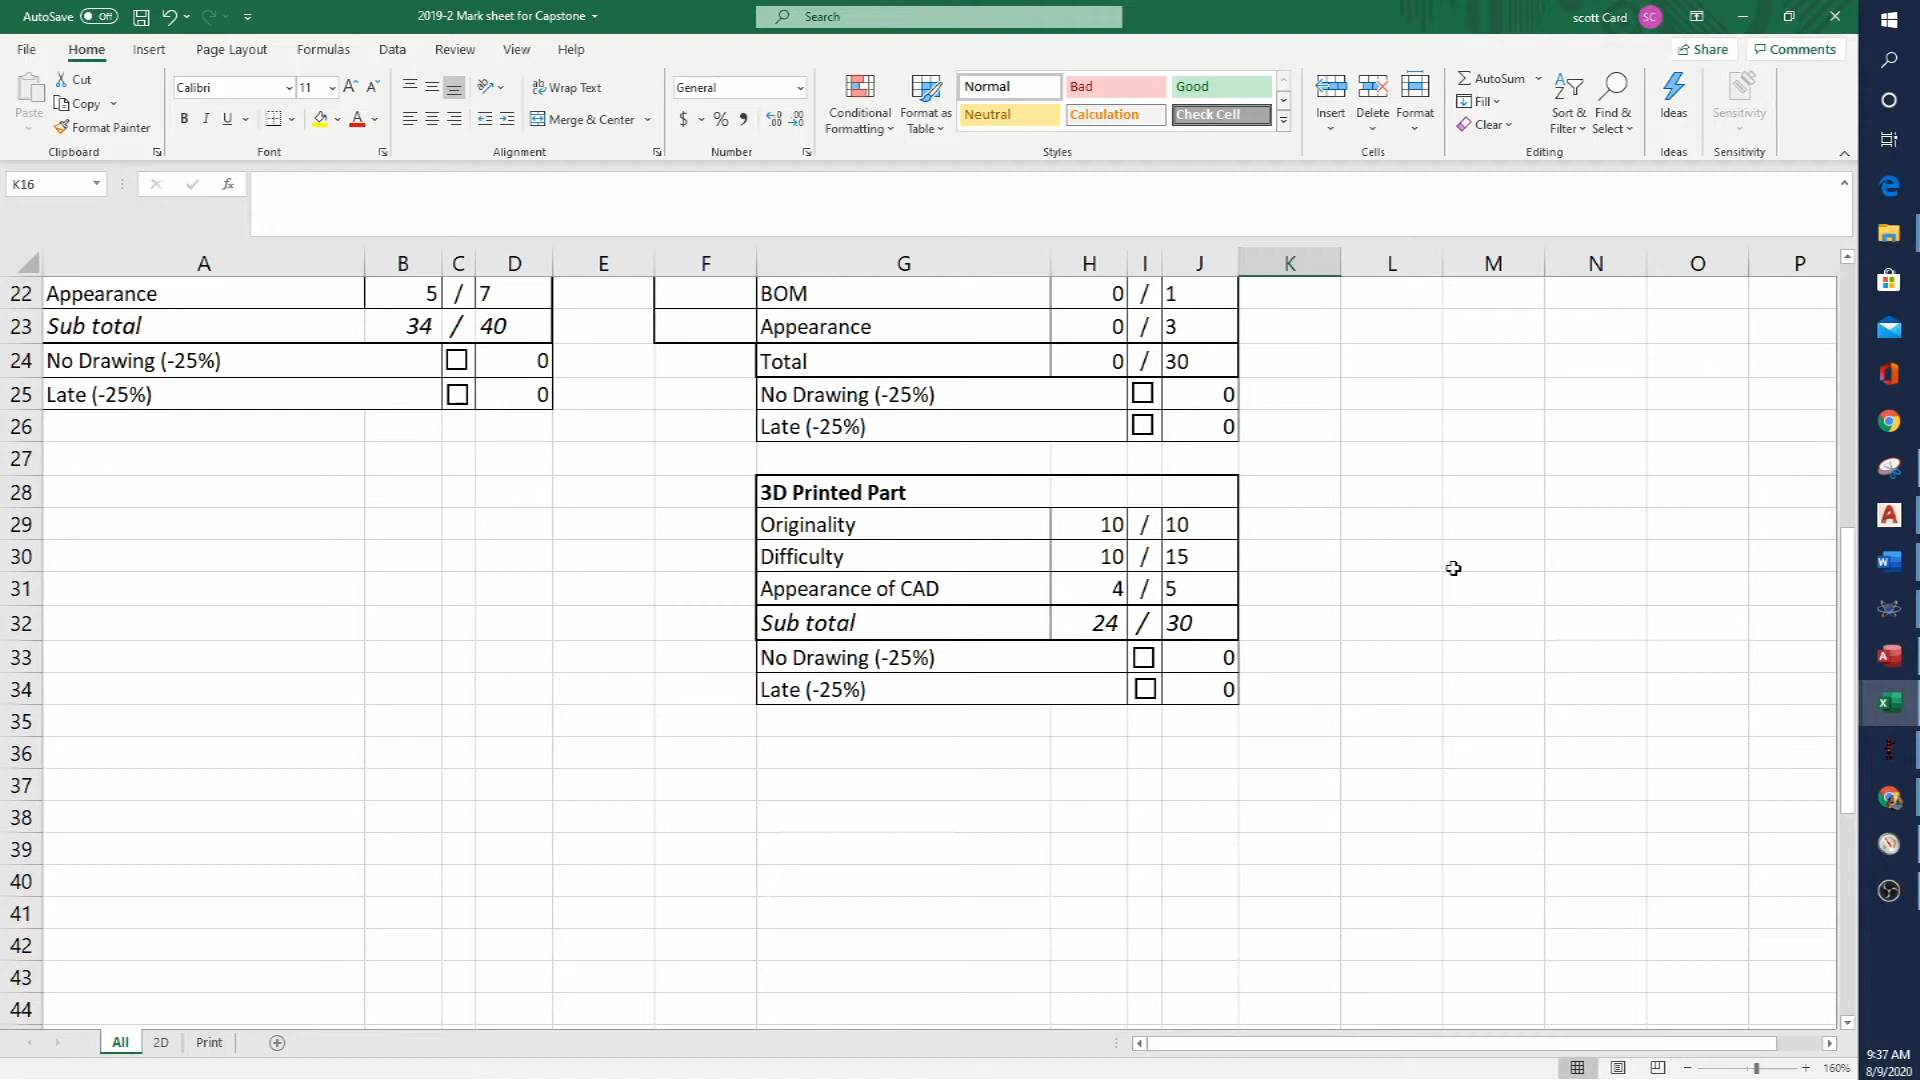 AutoSave Off 2019-2 Mark sheet for Capstone Search scott Card SC
File Home Insert Page Layout Formulas Data Review View Help Share Comments
Paste Cut Copy Format Painter Clipboard
Calibri 11 A A B I U A Font
ab Wrap Text Merge & Center Alignment
General $ % Number
Conditional Formatting Format as Table Normal Bad Good Neutral Calculation Check Cell Styles
Insert Delete Format Cells
AutoSum Fill Clear Sort & Filter Find & Select Editing
Ideas Ideas
Sensitivity Sensitivity
K16 fx
A B C D E F G H I J K L M N O P
22 Appearance 5 / 7 BOM 0 / 1
23 Sub total 34 / 40 Appearance 0 / 3
24 No Drawing (-25%) 0 Total 0 / 30
25 Late (-25%) 0 No Drawing (-25%) 0
26 Late (-25%) 0
27
28 3D Printed Part
29 Originality 10 / 10
30 Difficulty 10 / 15
31 Appearance of CAD 4 / 5
32 Sub total 24 / 30
33 No Drawing (-25%) 0
34 Late (-25%) 0
35
36
37
38
39
40
41
42
43
44
All 2D Print
160%
9:37 AM
8/9/2020